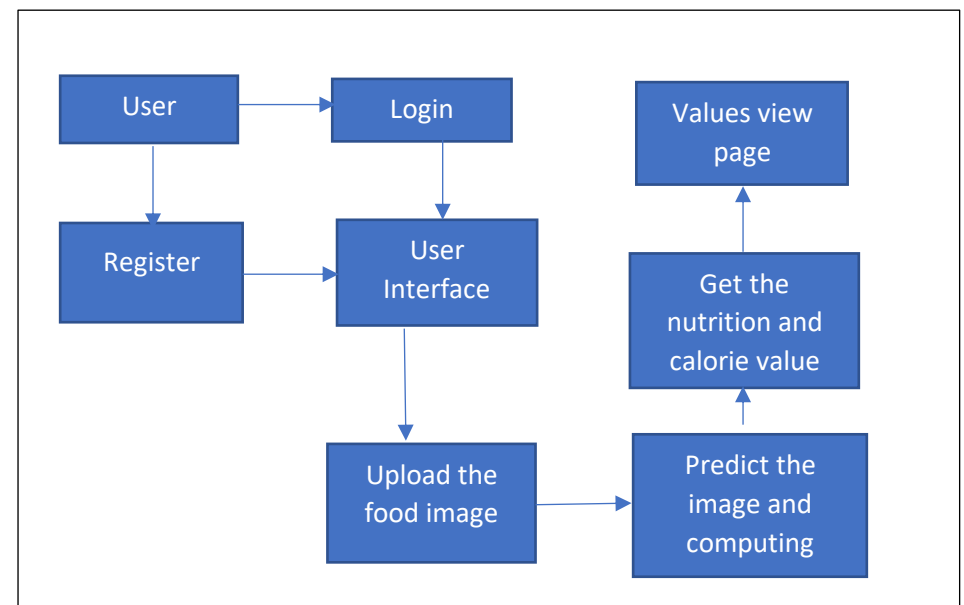 User
Login
Register
User
Interface
Upload the
food image
Predict the
image and
computing
Get the
nutrition and
calorie value
Values view
page